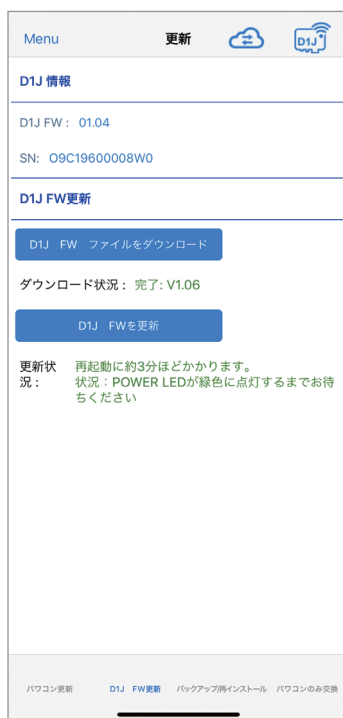 Menu 更新 D1J
D1J 情報
D1J FW : 01.04
SN: O9C19600008W0
D1J FW更新
D1J FW ファイルをダウンロード
ダウンロード状況 : 完了: V1.06
D1J FWを更新
更新状 再起動に約3分ほどかかります。
況 : 状況：POWER LEDが緑色に点灯するまでお待
ちください
パワコン更新 D1J FW更新 バックアップ/再インストール パワコンのみ交換